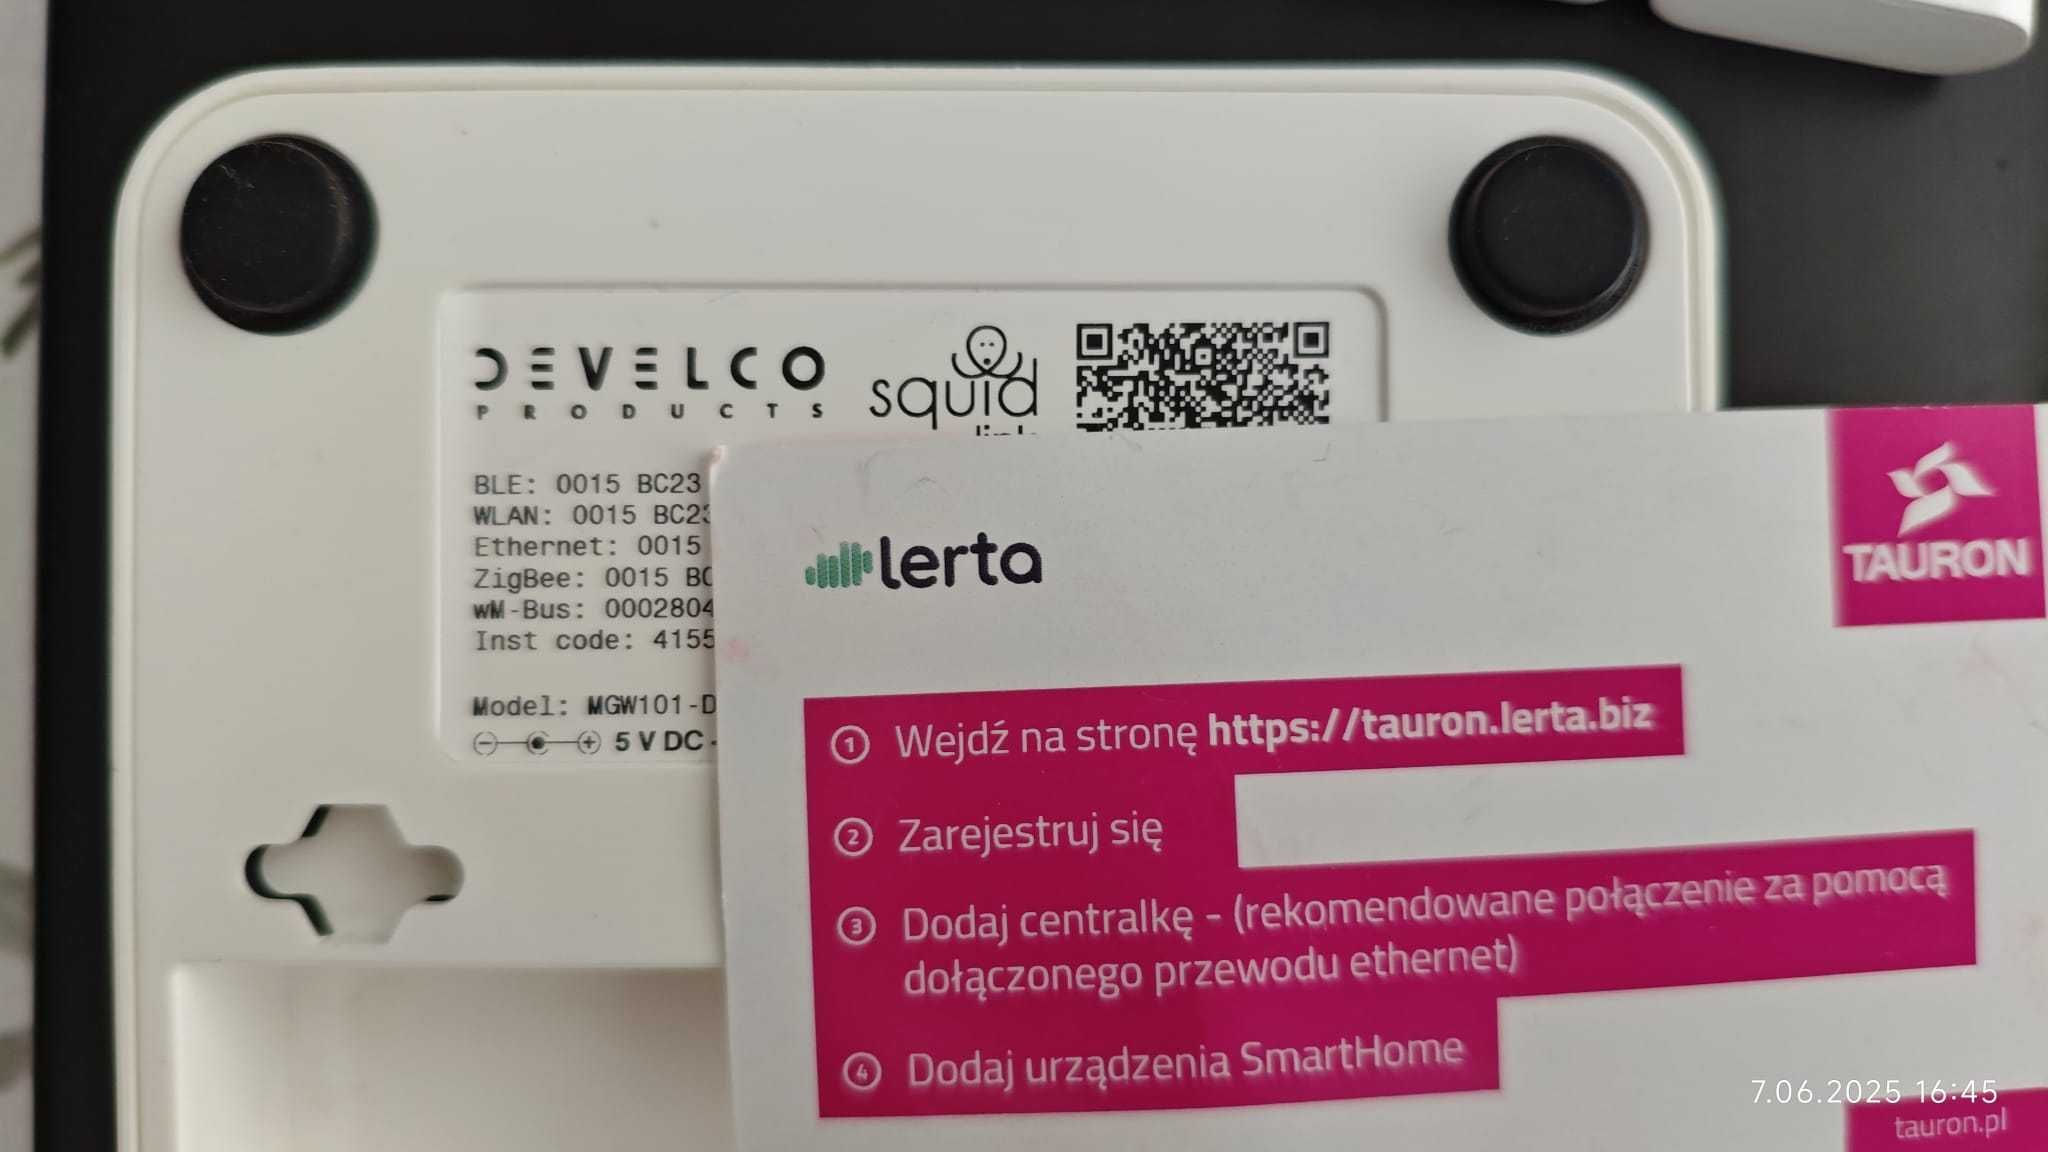 DEVELCO
PRODUCTS
squid
link
BLE: 0015 BC23
WLAN: 0015 BC23
Ethernet: 0015
ZigBee: 0015 BC
wM-Bus: 0002804
Inst code: 4155
Model: MGW101-D
5 V DC
lerta
TAURON
1 Wejdź na stronę https://tauron.lerta.biz
2 Zarejestruj się
3 Dodaj centralkę - (rekomendowane połączenie za pomocą
dołączonego przewodu ethernet)
4 Dodaj urządzenia SmartHome
7.06.2025 16:45
tauron.pl